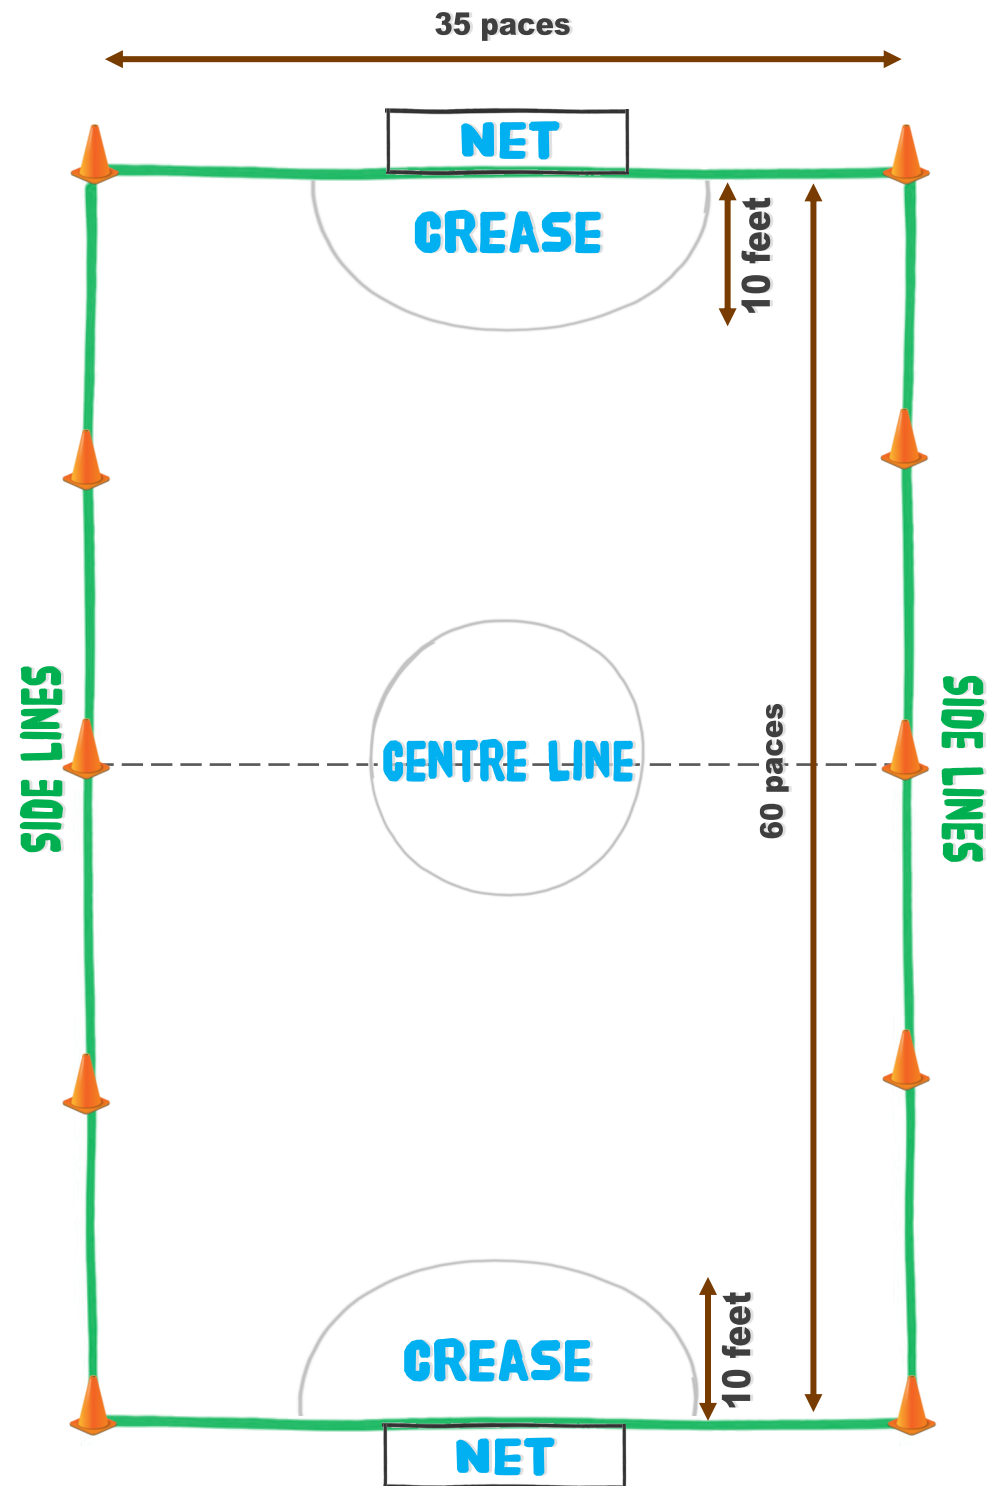 35 paces
NET
CREASE
10 feet
SIDE LINES
CENTRE LINE
60 paces
SIDE LINES
CREASE
10 feet
NET